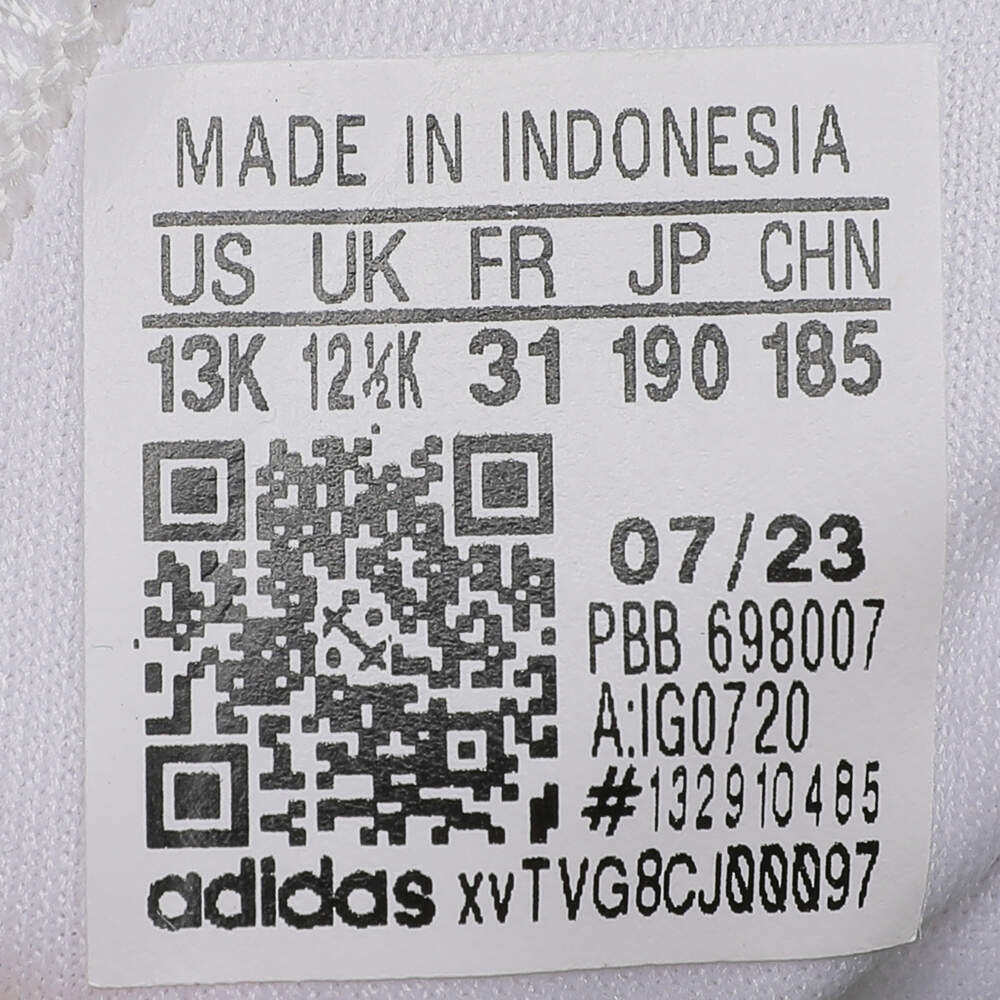 MADE IN INDONESIA
US UK FR JP CHN
13K 12½K 31 190 185
07/23
PBB 698007
A:IG0720
#132910485
adidas xvTVG8CJ00097